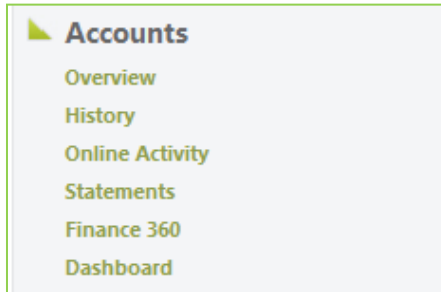 Accounts
Overview
History
Online Activity
Statements
Finance 360
Dashboard